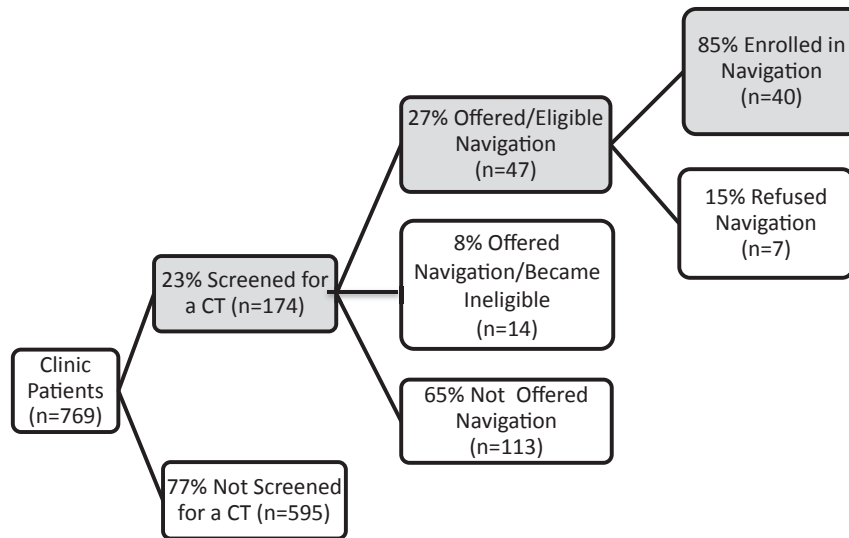 Clinic
Patients
(n=769)
23% Screened for
a CT (n=174)
77% Not Screened
for a CT (n=595)
27% Offered/Eligible
Navigation
(n=47)
8% Offered
Navigation/Became
Ineligible
(n=14)
65% Not Offered
Navigation
(n=113)
85% Enrolled in
Navigation
(n=40)
15% Refused
Navigation
(n=7)